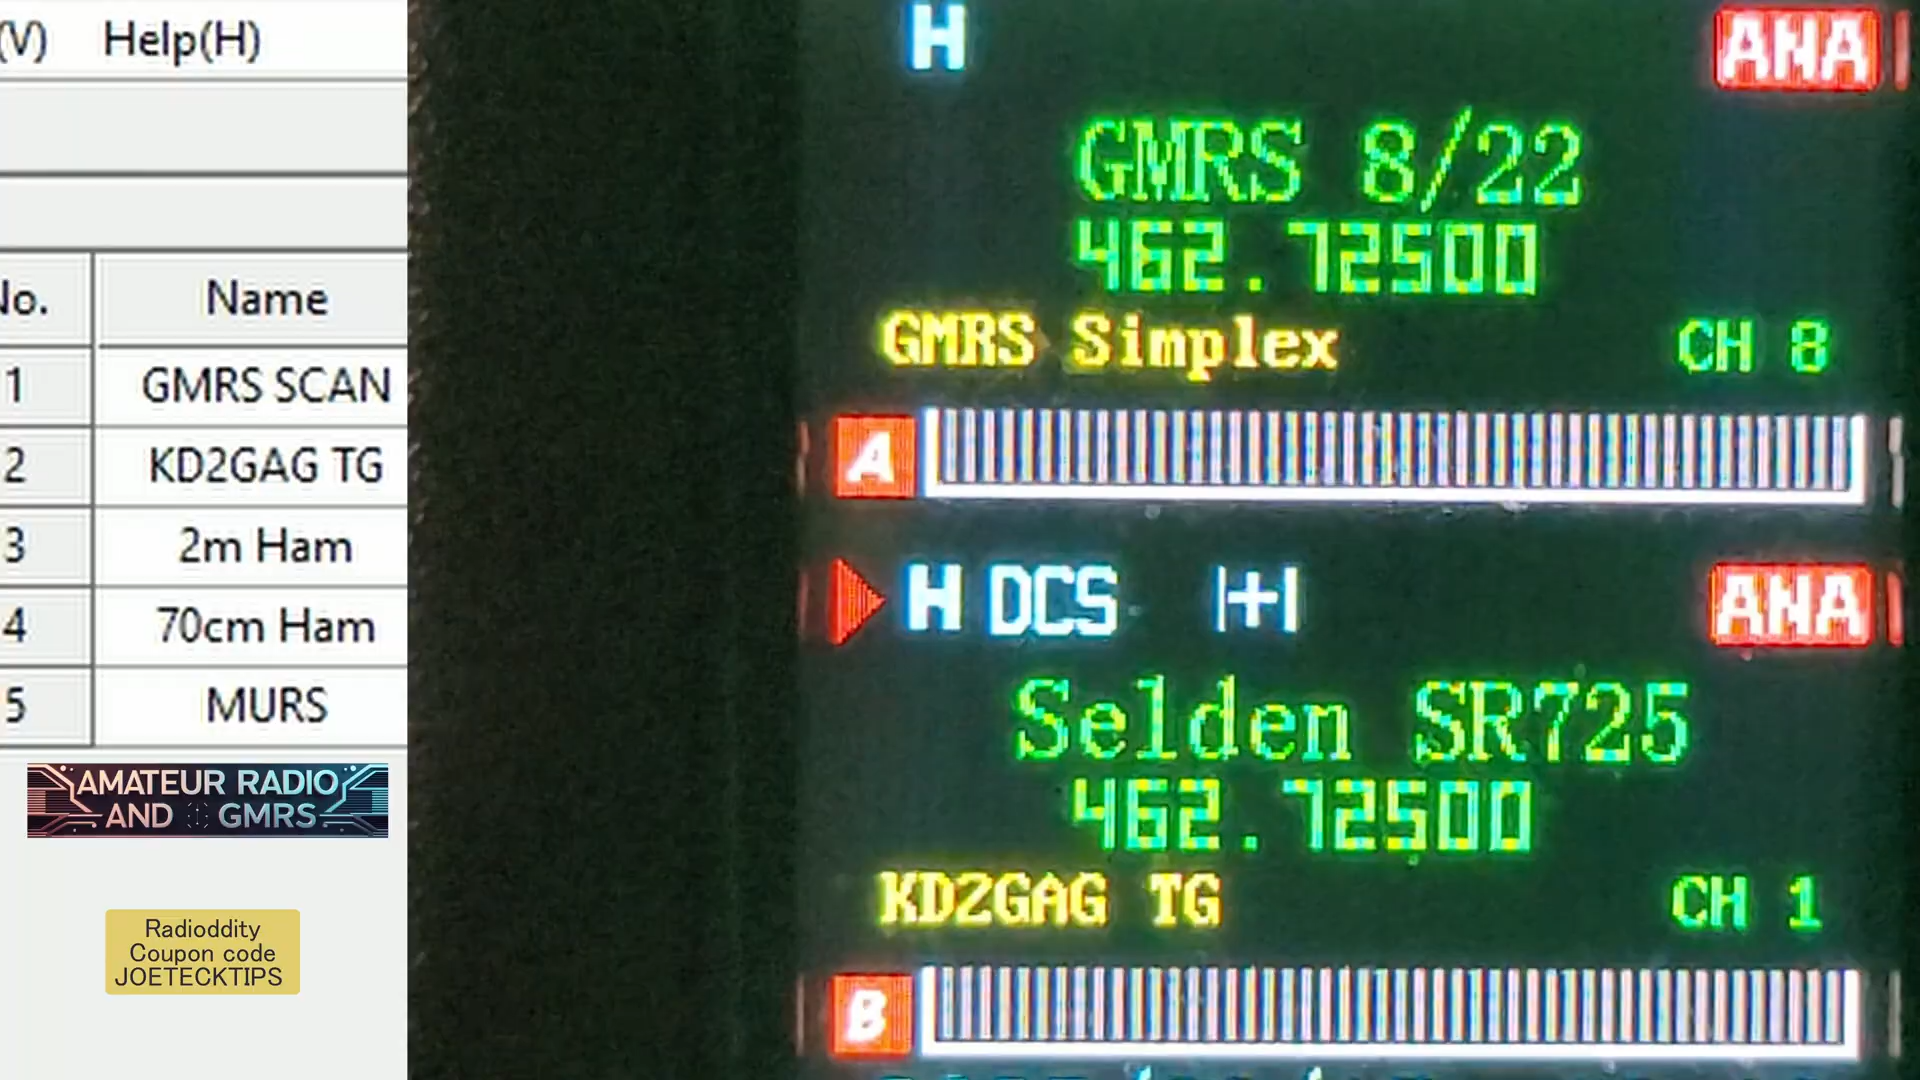 (V) Help(H)
No. Name
1 GMRS SCAN
2 KD2GAG TG
3 2m Ham
4 70cm Ham
5 MURS
AMATEUR RADIO
AND GMRS
Radioddity
Coupon code
JOETECKTIPS
H ANA
GMRS 8/22
462.72500
GMRS Simplex CH 8
A
H DCS |+| ANA
Selden SR725
462.72500
KD2GAG TG CH 1
B